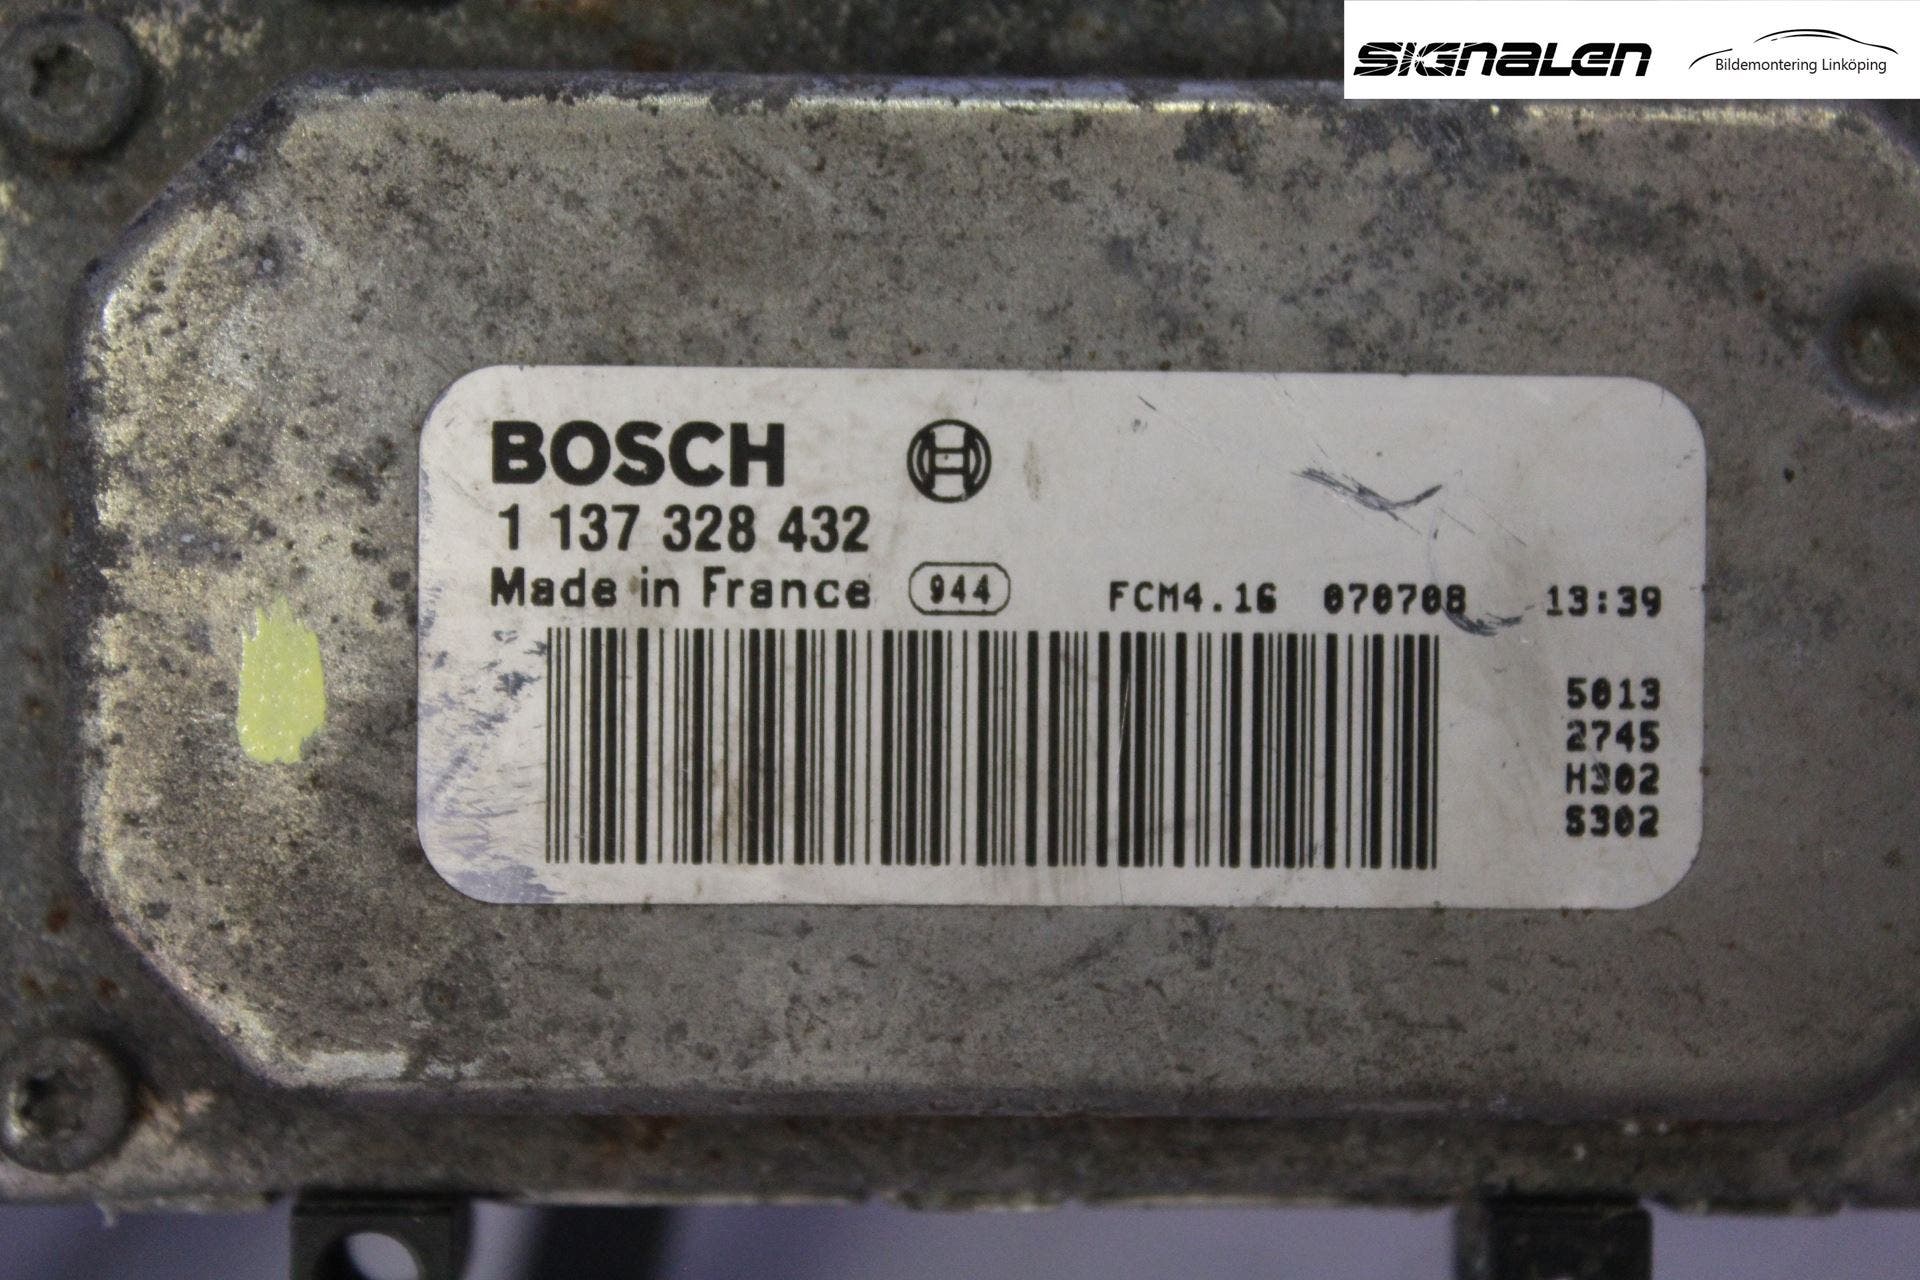 SIGNALEN
Bildemontering Linköping
BOSCH
1 137 328 432
Made in France 944 FCM4.16 070708 13:39
5013
2745
H302
S302